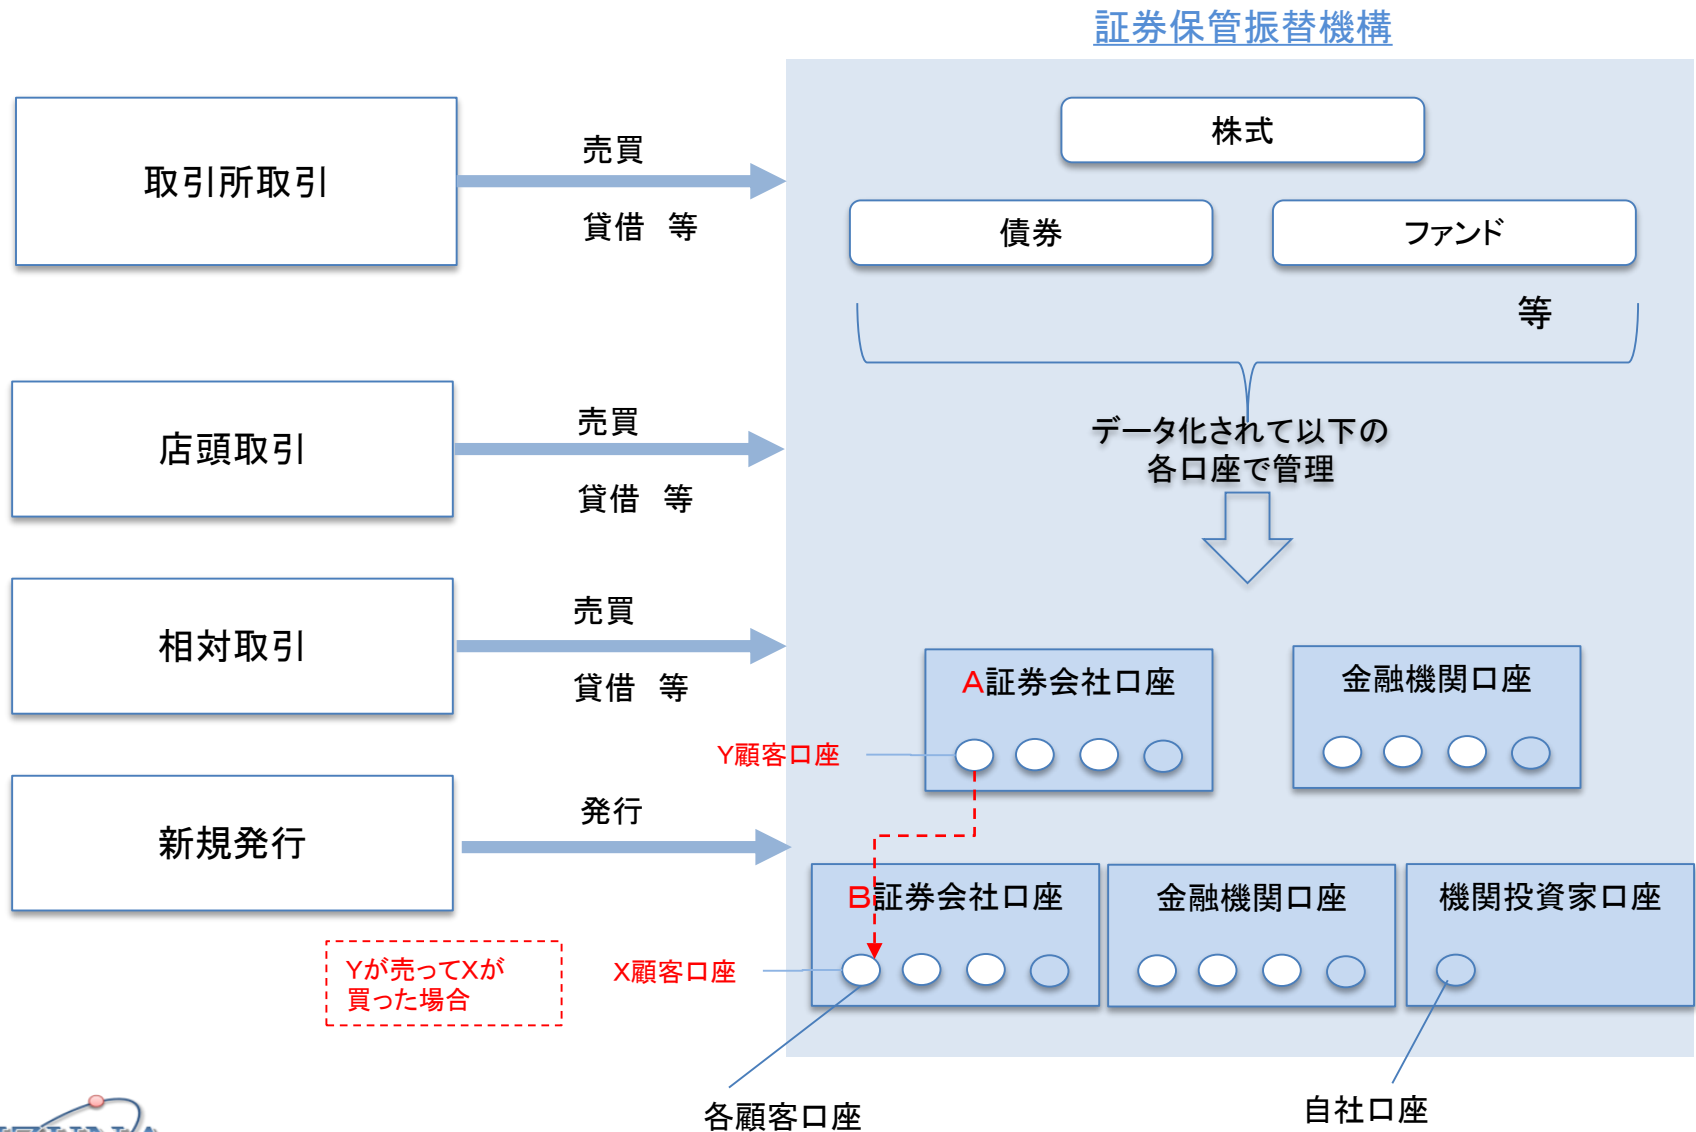 証券保管振替機構
取引所取引
売買
貸借　等
株式
債券
ファンド
等
データ化されて以下の
各口座で管理
店頭取引
売買
貸借　等
相対取引
売買
貸借　等
A証券会社口座
金融機関口座
Y顧客口座
新規発行
発行
B証券会社口座
金融機関口座
機関投資家口座
Yが売ってXが
買った場合
X顧客口座
各顧客口座
自社口座